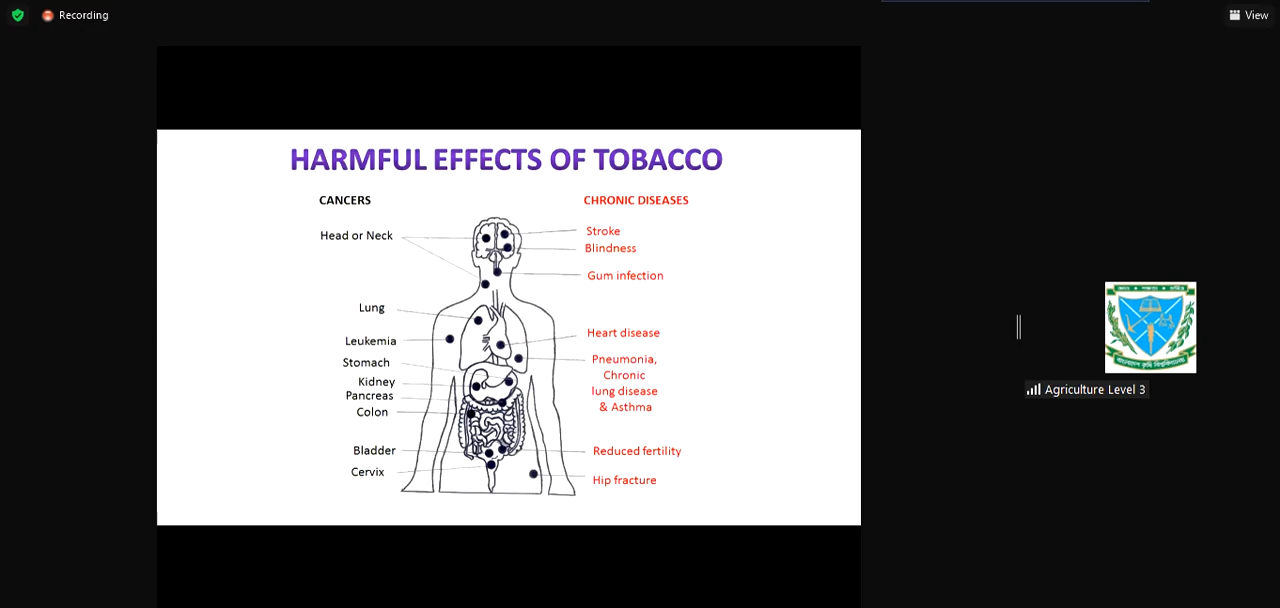 Recording
View
HARMFUL EFFECTS OF TOBACCO
CANCERS
Head or Neck
Lung
Leukemia
Stomach
Kidney
Pancreas
Colon
Bladder
Cervix
CHRONIC DISEASES
Stroke
Blindness
Gum infection
Heart disease
Pneumonia,
Chronic
lung disease
& Asthma
Reduced fertility
Hip fracture
Agriculture Level 3